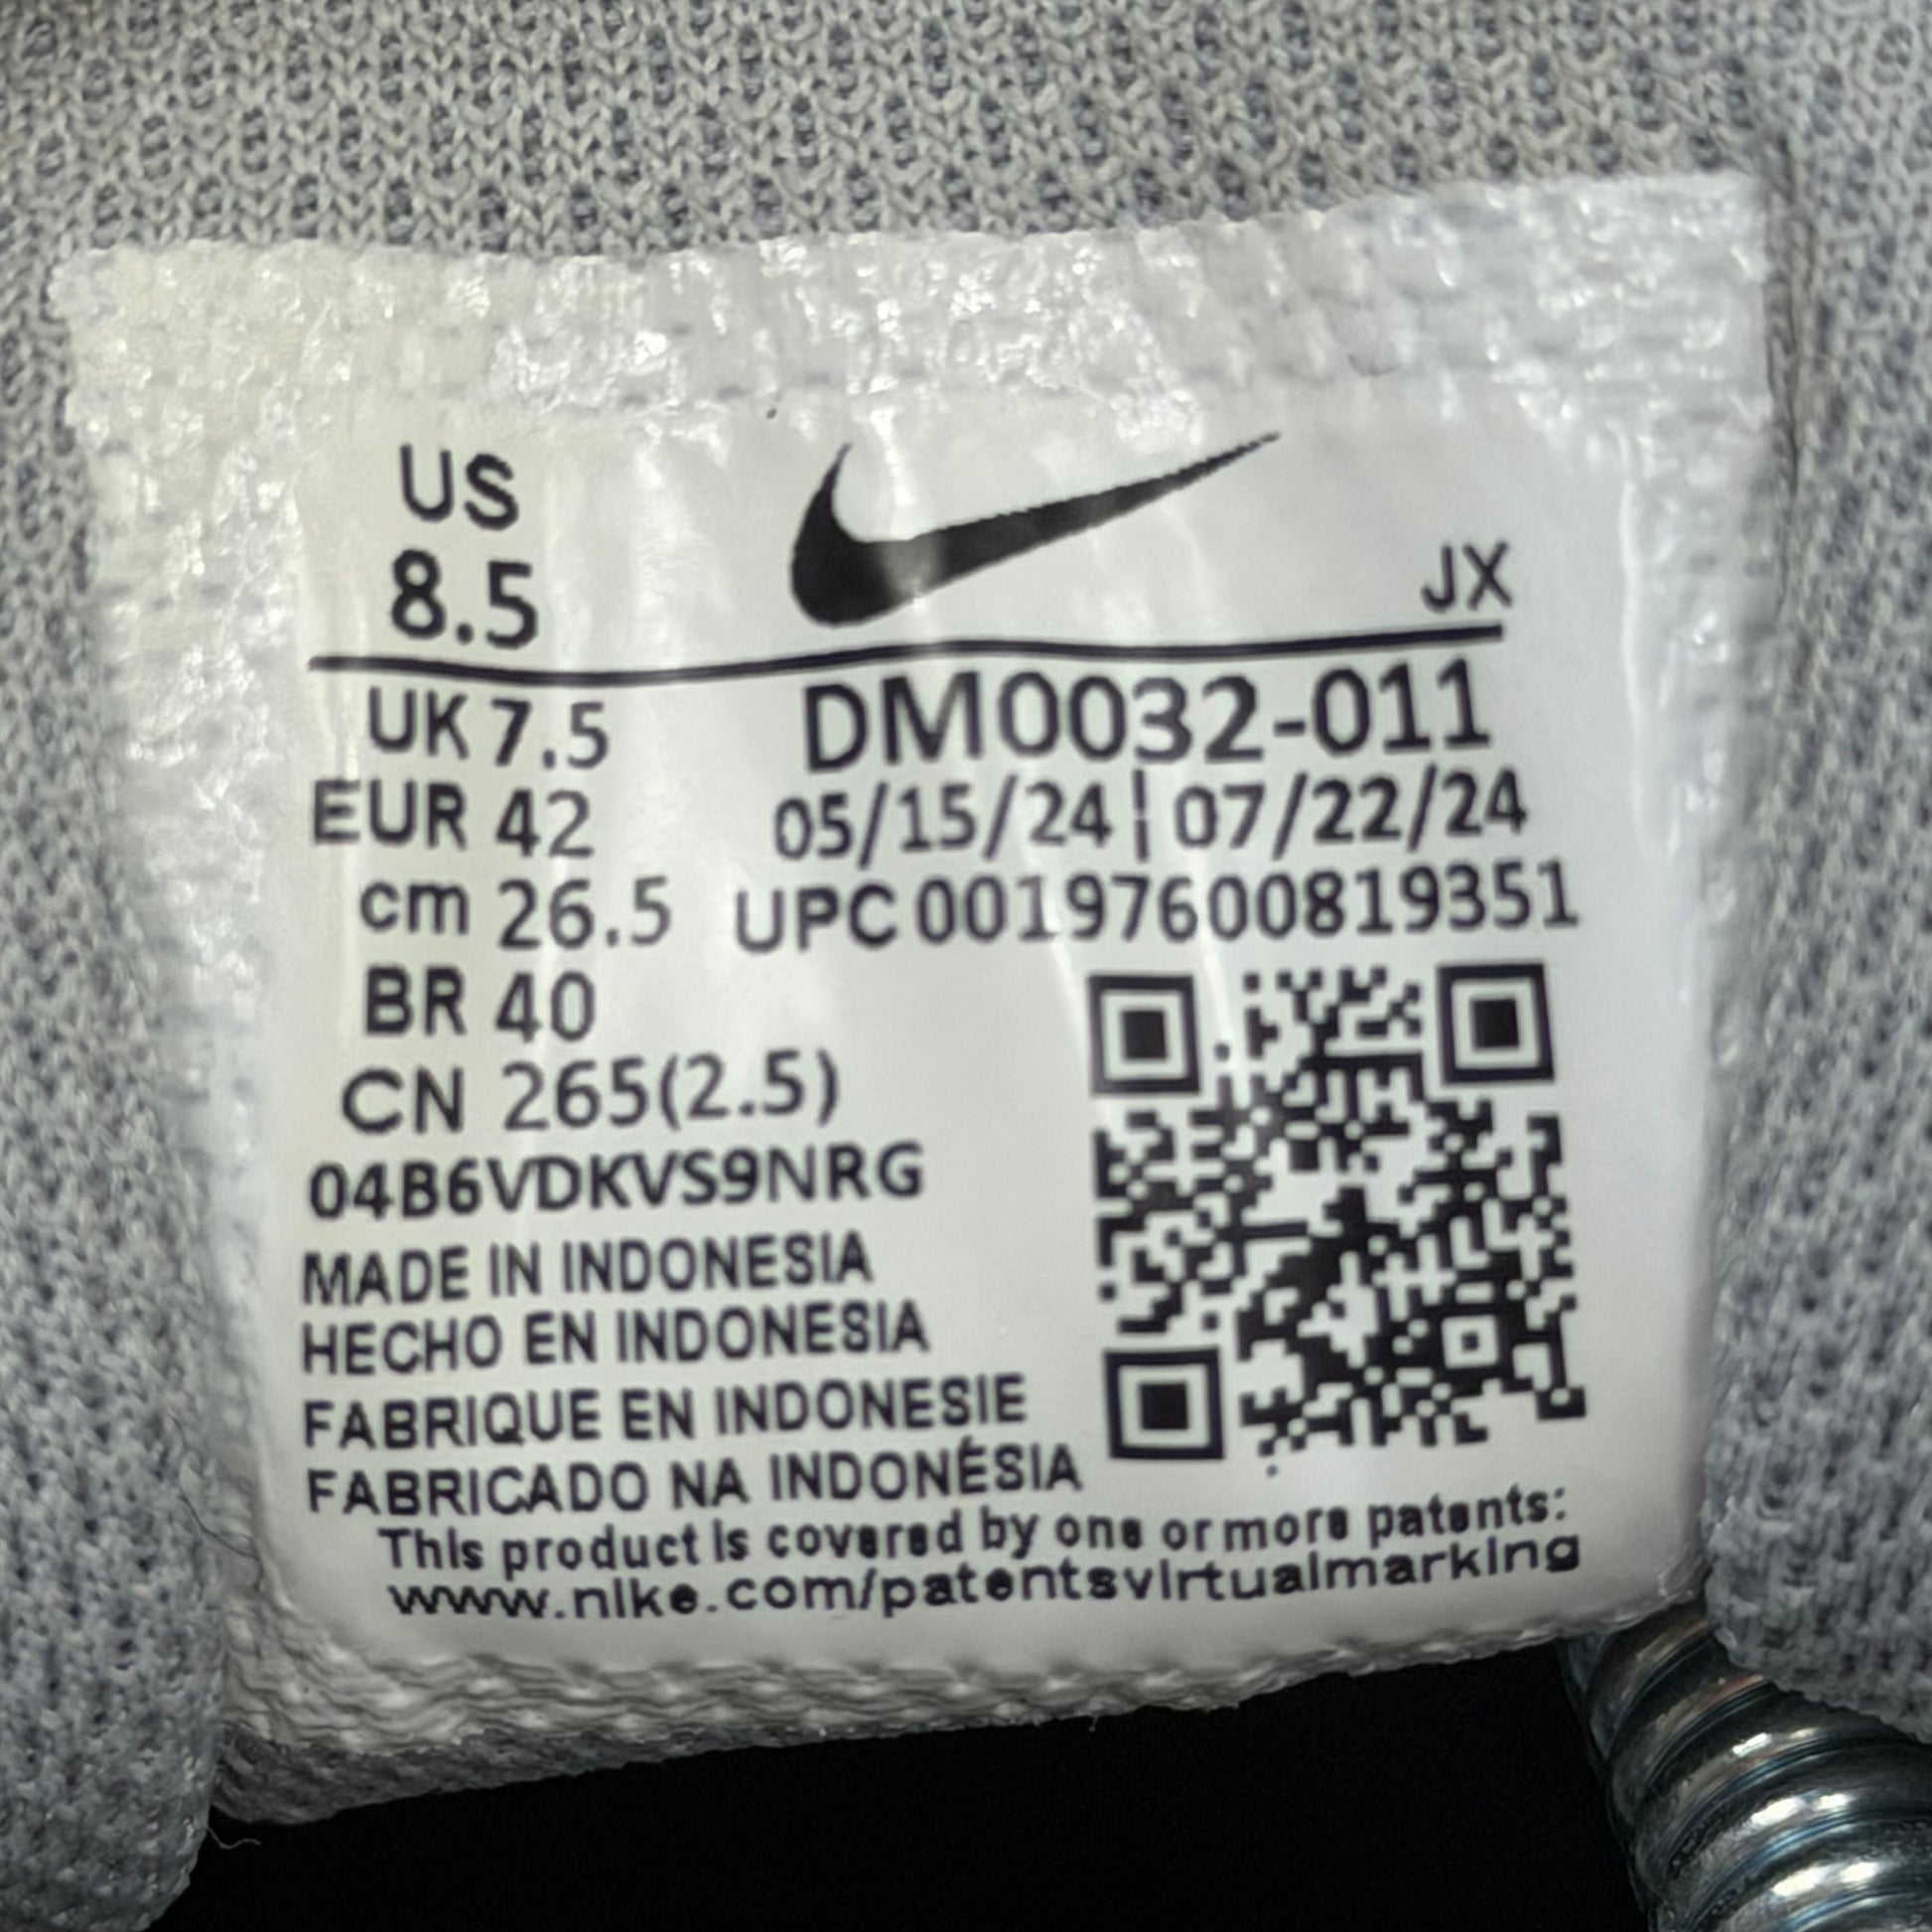 US
8.5
JX
UK 7.5
DM0032-011
EUR 42
05/15/24 | 07/22/24
cm 26.5
UPC 00197600819351
BR 40
CN 265(2.5)
04B6VDKVS9NRG
MADE IN INDONESIA
HECHO EN INDONESIA
FABRIQUE EN INDONESIE
FABRICADO NA INDONÉSIA
This product is covered by one or more patents:
www.nike.com/patentsvirtualmarking